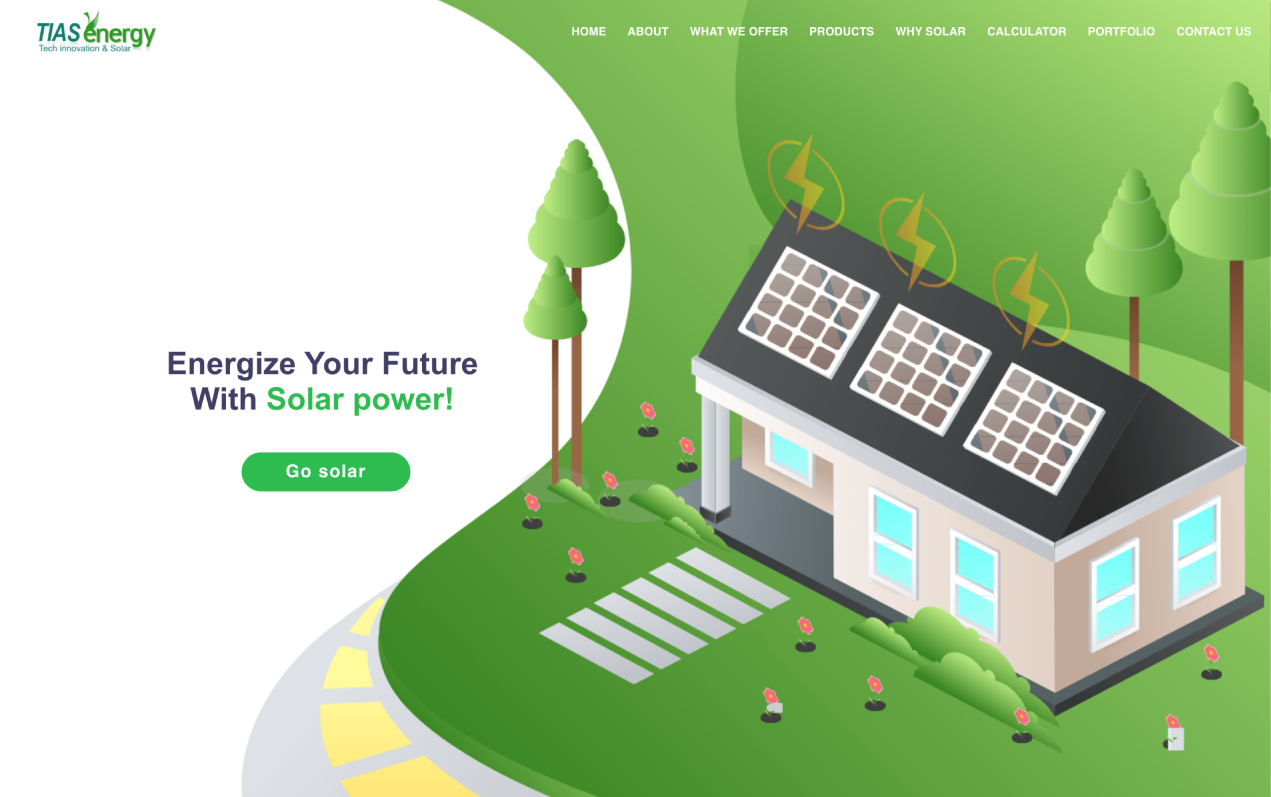 TIAS energy
Tech innovation & Solar
HOME ABOUT WHAT WE OFFER PRODUCTS WHY SOLAR CALCULATOR PORTFOLIO CONTACT US
Energize Your Future
With Solar power!
Go solar